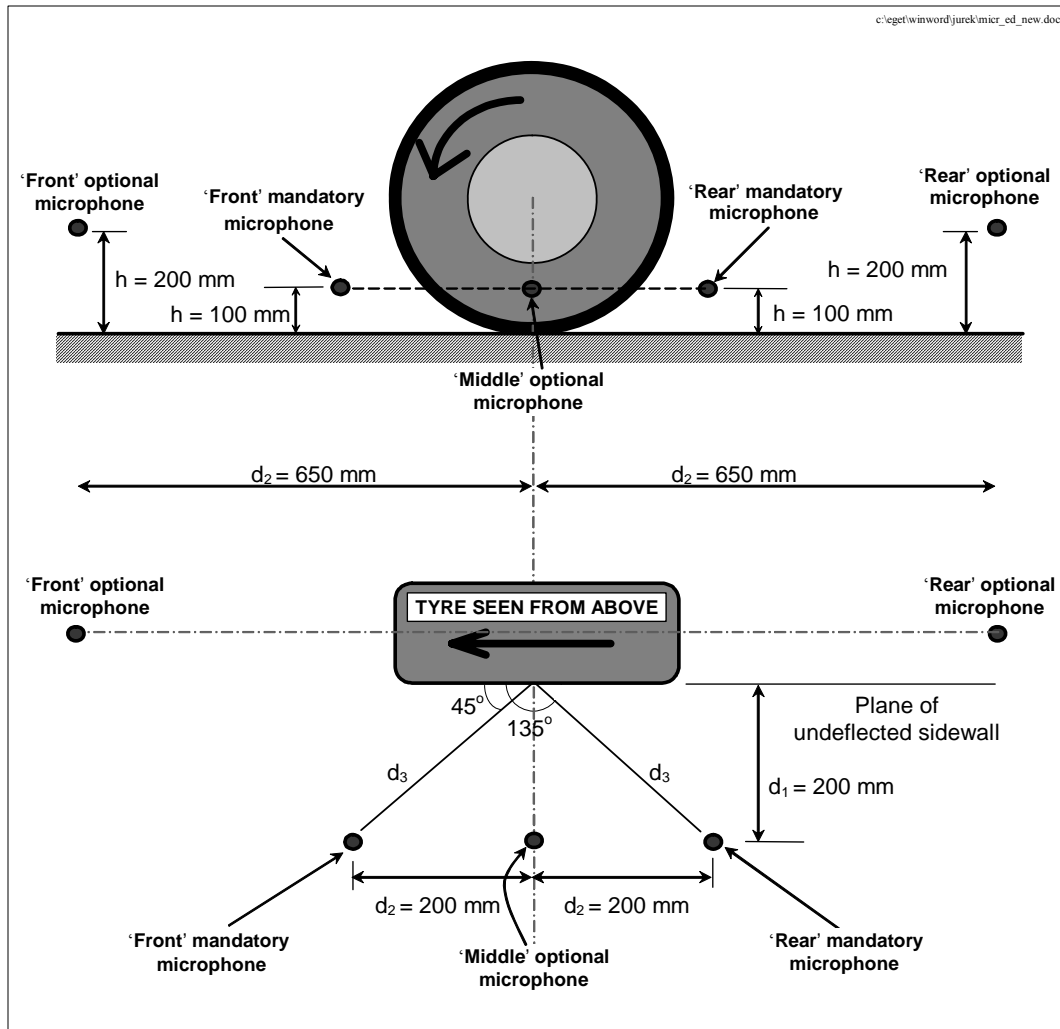 c:\eget\winword\jurek\micr_ed_new.doc
‘Front’ optional
microphone
‘Front’ mandatory
microphone
‘Rear’ mandatory
microphone
‘Rear’ optional
microphone
h = 200 mm
h = 100 mm
h = 200 mm
h = 100 mm
‘Middle’ optional
microphone
d₂ = 650 mm
d₂ = 650 mm
‘Front’ optional
microphone
TYRE SEEN FROM ABOVE
‘Rear’ optional
microphone
45°
135°
Plane of
undeflected sidewall
d₃
d₃
d₁ = 200 mm
d₂ = 200 mm
d₂ = 200 mm
‘Front’ mandatory
microphone
‘Middle’ optional
microphone
‘Rear’ mandatory
microphone